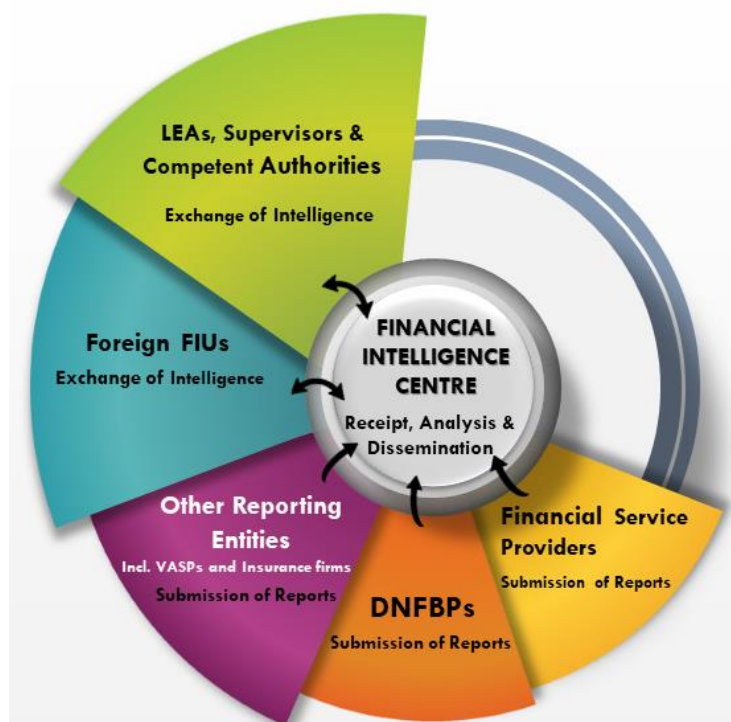 LEAs, Supervisors &
Competent Authorities
Exchange of Intelligence
Foreign FIUs
Exchange of Intelligence
FINANCIAL
INTELLIGENCE
CENTRE
Receipt, Analysis &
Dissemination
Other Reporting
Entities
Incl. VASPs and Insurance firms
Submission of Reports
DNFBPs
Submission of Reports
Financial Service
Providers
Submission of Reports